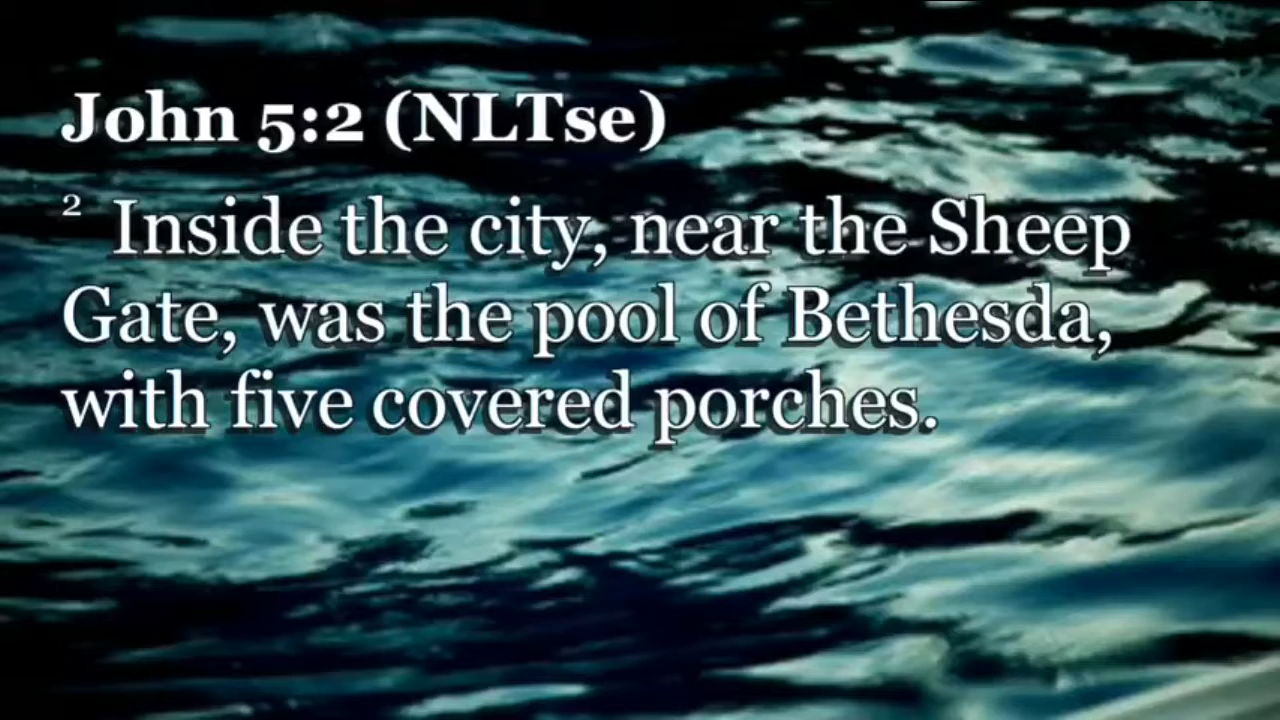 John 5:2 (NLTse)
2 Inside the city, near the Sheep
Gate, was the pool of Bethesda,
with five covered porches.